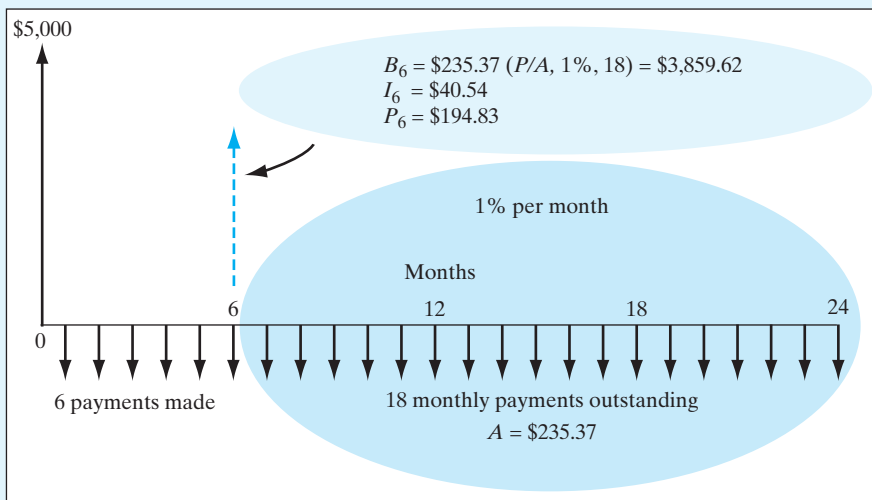 $5,000
B6 = $235.37 (P/A, 1%, 18) = $3,859.62
I6 = $40.54
P6 = $194.83
1% per month
Months
6 12 18 24
0
6 payments made
18 monthly payments outstanding
A = $235.37